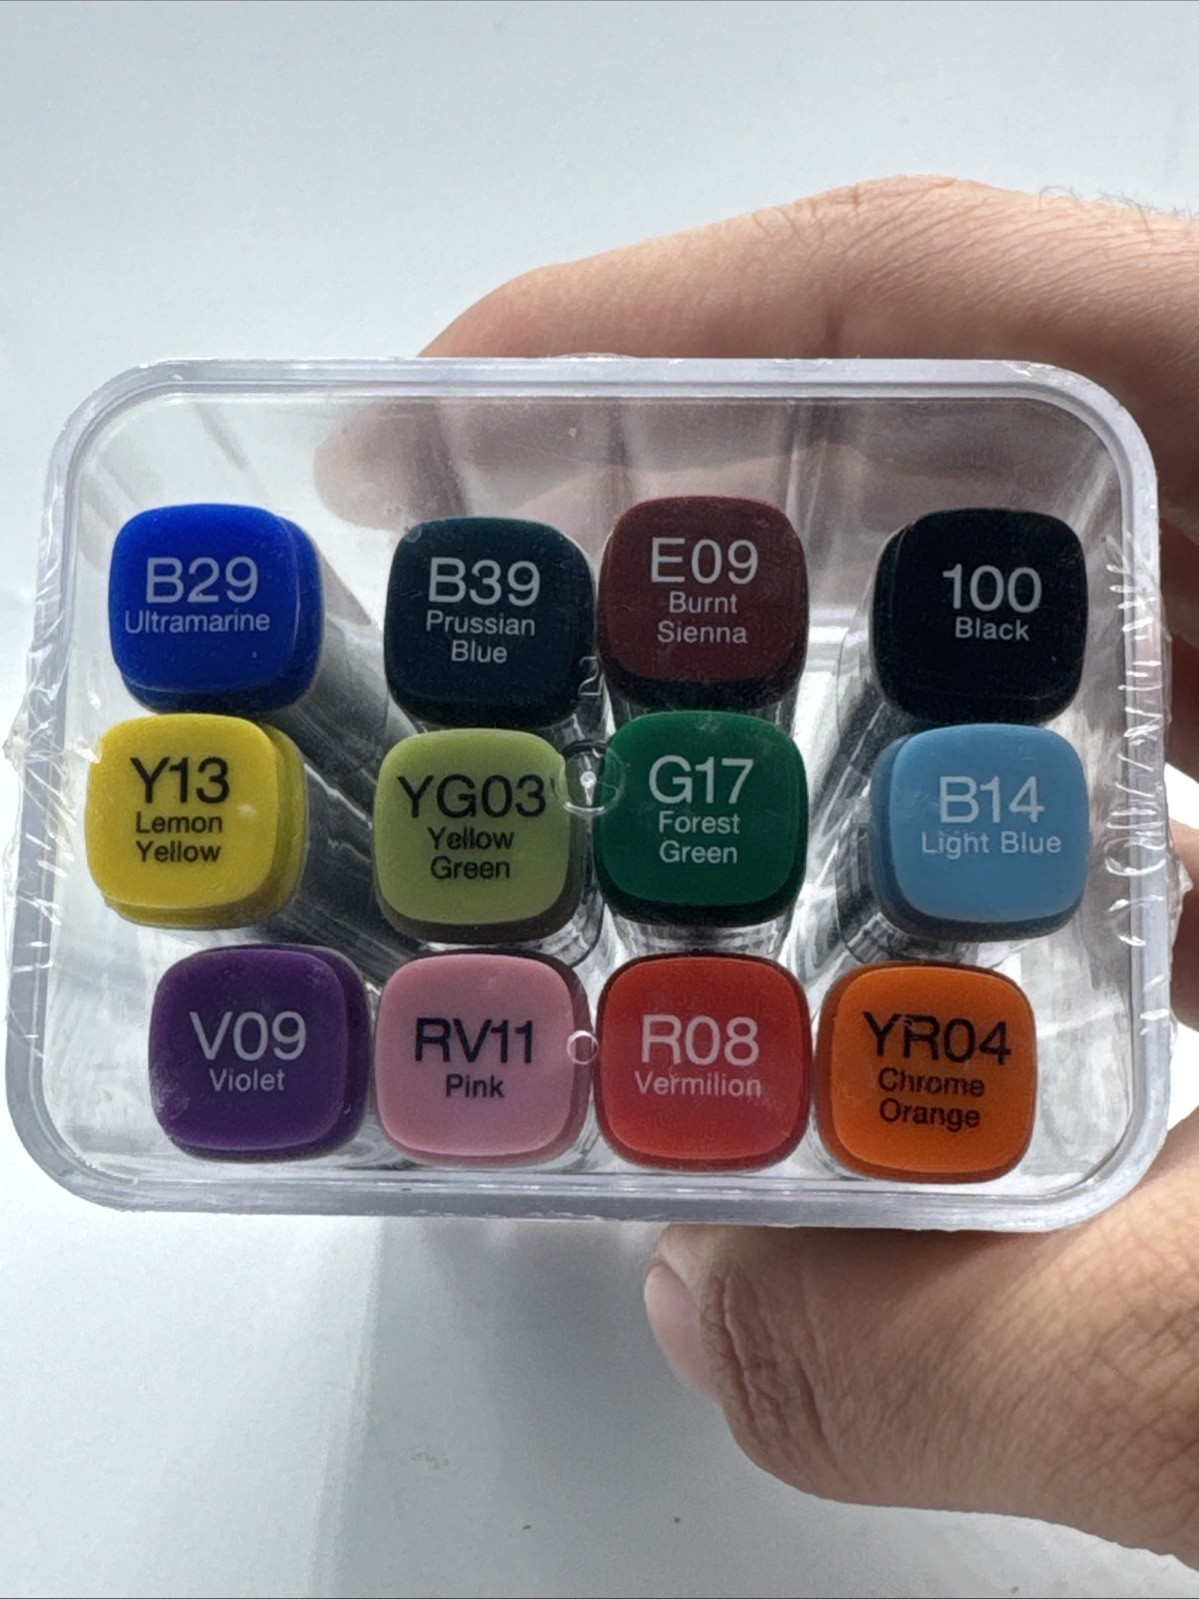 B29
Ultramarine
B39
Prussian
Blue
E09
Burnt
Sienna
100
Black
Y13
Lemon
Yellow
YG03
Yellow
Green
G17
Forest
Green
B14
Light Blue
V09
Violet
RV11
Pink
R08
Vermilion
YR04
Chrome
Orange
2